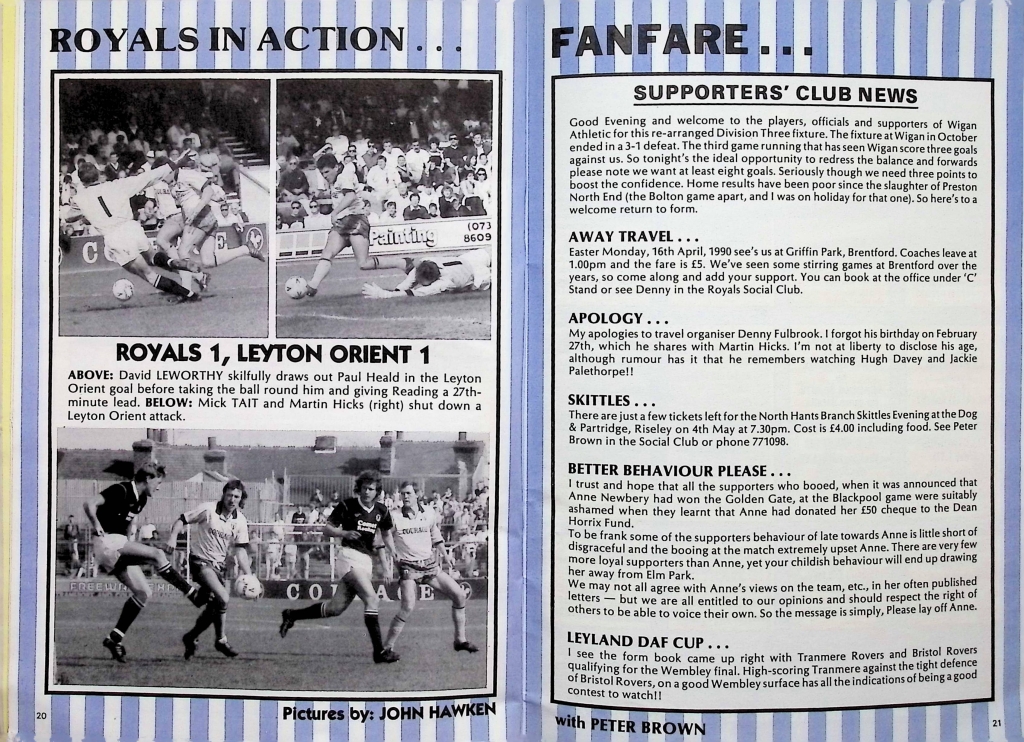 ROYALS IN ACTION . . .
1
C
Painting
(073
8609
ROYALS 1, LEYTON ORIENT 1
ABOVE: David LEWORTHY skilfully draws out Paul Heald in the Leyton
Orient goal before taking the ball round him and giving Reading a 27th-
minute lead. BELOW: Mick TAIT and Martin Hicks (right) shut down a
Leyton Orient attack.
COURAGE
20
Pictures by: JOHN HAWKEN
FANFARE . . .
SUPPORTERS' CLUB NEWS
Good Evening and welcome to the players, officials and supporters of Wigan
Athletic for this re-arranged Division Three fixture. The fixture at Wigan in October
ended in a 3-1 defeat. The third game running that has seen Wigan score three goals
against us. So tonight's the ideal opportunity to redress the balance and forwards
please note we want at least eight goals. Seriously though we need three points to
boost the confidence. Home results have been poor since the slaughter of Preston
North End (the Bolton game apart, and I was on holiday for that one). So here's to a
welcome return to form.
AWAY TRAVEL . . .
Easter Monday, 16th April, 1990 see's us at Griffin Park, Brentford. Coaches leave at
1.00pm and the fare is £5. We've seen some stirring games at Brentford over the
years, so come along and add your support. You can book at the office under 'C'
Stand or see Denny in the Royals Social Club.
APOLOGY . . .
My apologies to travel organiser Denny Fulbrook. I forgot his birthday on February
27th, which he shares with Martin Hicks. I'm not at liberty to disclose his age,
although rumour has it that he remembers watching Hugh Davey and Jackie
Palethorpe!!
SKITTLES . . .
There are just a few tickets left for the North Hants Branch Skittles Evening at the Dog
& Partridge, Riseley on 4th May at 7.30pm. Cost is £4.00 including food. See Peter
Brown in the Social Club or phone 771098.
BETTER BEHAVIOUR PLEASE . . .
I trust and hope that all the supporters who booed, when it was announced that
Anne Newbery had won the Golden Gate, at the Blackpool game were suitably
ashamed when they learnt that Anne had donated her £50 cheque to the Dean
Horrix Fund.
To be frank some of the supporters behaviour of late towards Anne is little short of
disgraceful and the booing at the match extremely upset Anne. There are very few
more loyal supporters than Anne, yet your childish behaviour will end up drawing
her away from Elm Park.
We may not all agree with Anne's views on the team, etc., in her often published
letters — but we are all entitled to our opinions and should respect the right of
others to be able to voice their own. So the message is simply, Please lay off Anne.
LEYLAND DAF CUP . . .
I see the form book came up right with Tranmere Rovers and Bristol Rovers
qualifying for the Wembley final. High-scoring Tranmere against the tight defence
of Bristol Rovers, on a good Wembley surface has all the indications of being a good
contest to watch!!
with PETER BROWN
21